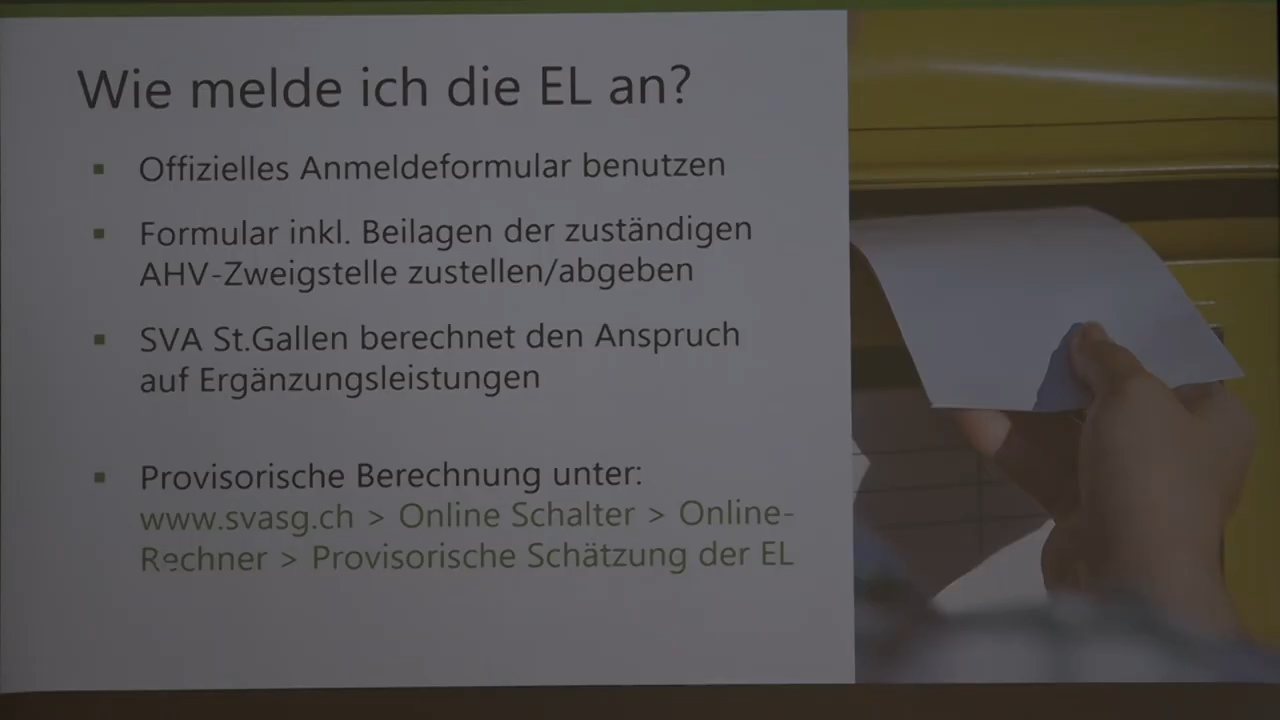 Wie melde ich die EL an?
▪ Offizielles Anmeldeformular benutzen
▪ Formular inkl. Beilagen der zuständigen
AHV-Zweigstelle zustellen/abgeben
▪ SVA St.Gallen berechnet den Anspruch
auf Ergänzungsleistungen
▪ Provisorische Berechnung unter:
www.svasg.ch > Online Schalter > Online-
Rechner > Provisorische Schätzung der EL